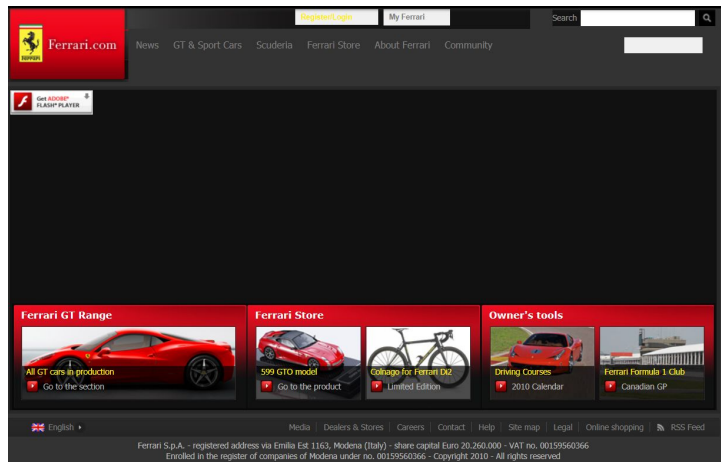 Register/Login
My Ferrari
Search
Ferrari.com
News
GT & Sport Cars
Scuderia
Ferrari Store
About Ferrari
Community
Get ADOBE®
FLASH® PLAYER
Ferrari GT Range
All GT cars in production
Go to the section
Ferrari Store
599 GTO model
Go to the product
Colnago for Ferrari DI2
Limited Edition
Owner's tools
Driving Courses
2010 Calendar
Ferrari Formula 1 Club
Canadian GP
English
Media
Dealers & Stores
Careers
Contact
Help
Site map
Legal
Online shopping
RSS Feed
Ferrari S.p.A. - registered address via Emilia Est 1163, Modena (Italy) - share capital Euro 20.260.000 - VAT no. 00159560366
Enrolled in the register of companies of Modena under no. 00159560366 - Copyright 2010 - All rights reserved